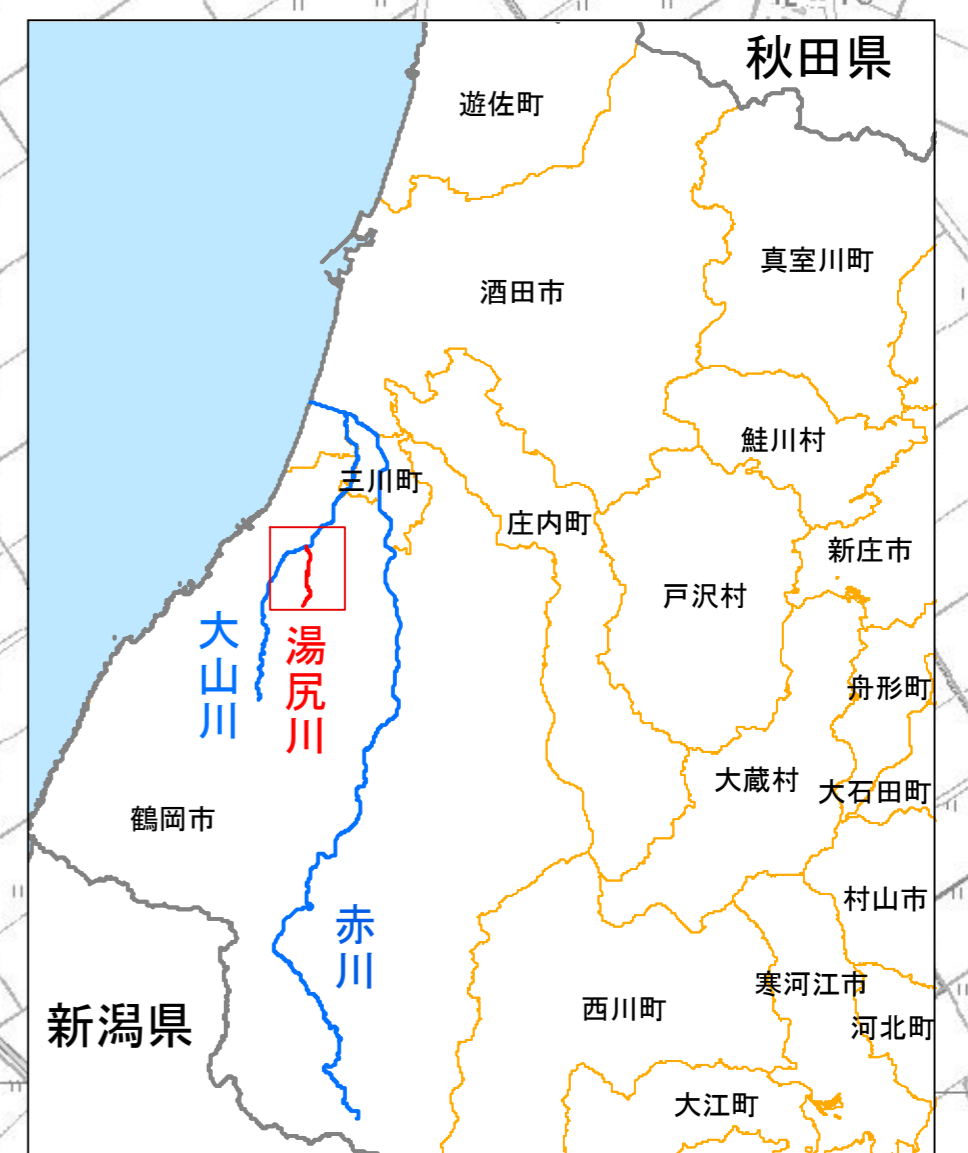 秋田県
遊佐町
真室川町
酒田市
鮭川村
三川町
庄内町
新庄市
戸沢村
大山川
湯尻川
舟形町
大蔵村
大石田町
鶴岡市
村山市
赤川
寒河江市
西川町
新潟県
河北町
大江町